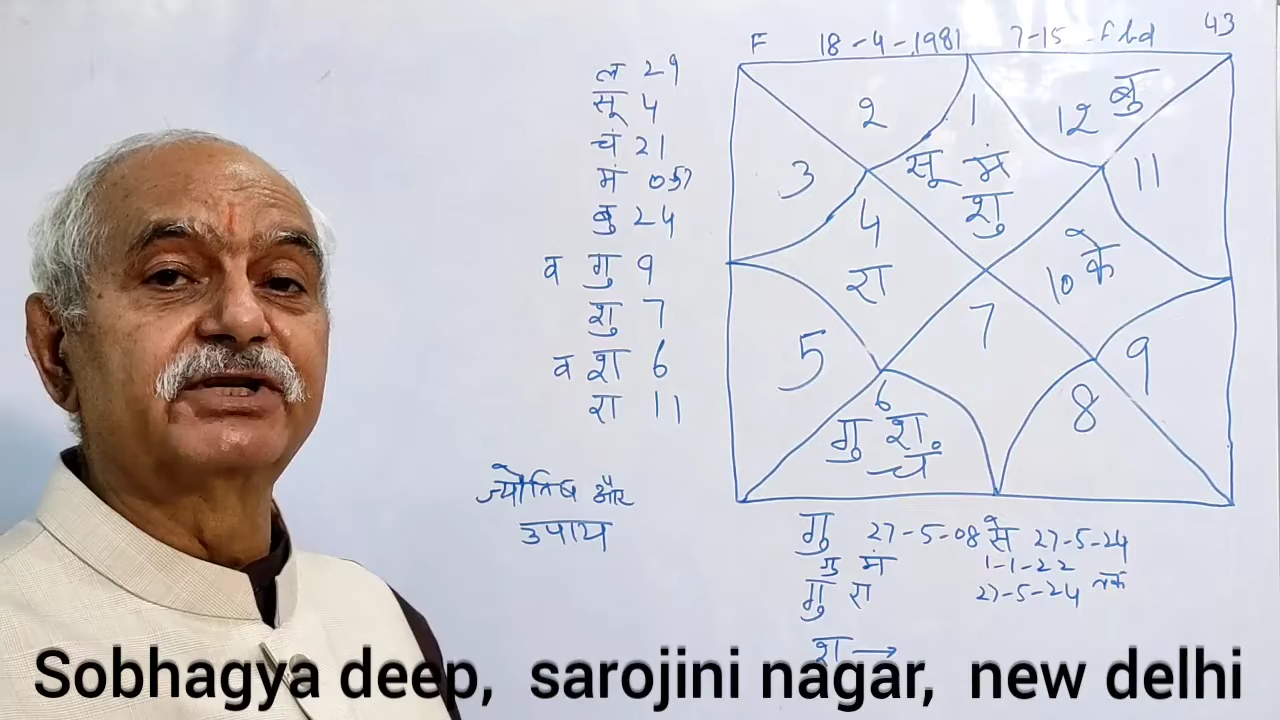 F 18-4-1981 7-15 Fbd 43
ल 29
सू 4
चं 21
मं 0.57
बु 24
व गु 9
शु 7
व श 6
रा 11
2 1 12 बु
3 सू मं शु 11
4 रा 10 के
5 7 9
6 गु श. चं 8
ज्योतिष और
उपाय
गु 27-5-08 से 27-5-24
गु मं 1-1-22
गु रा 27-5-24 तक
श →
Sobhagya deep, sarojini nagar, new delhi